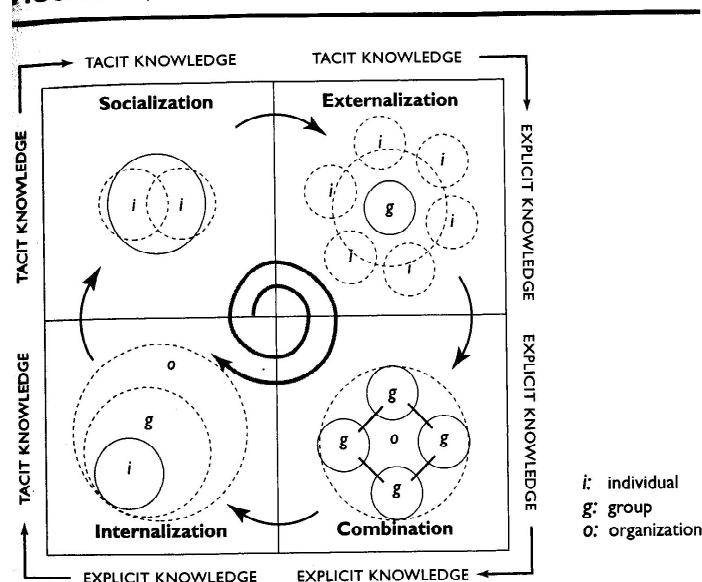 TACIT KNOWLEDGE
TACIT KNOWLEDGE
TACIT KNOWLEDGE
Socialization
i i
Externalization
i
i
i
g
i
i
i
EXPLICIT KNOWLEDGE
TACIT KNOWLEDGE
o
g
i
Internalization
g
g o g
g
Combination
EXPLICIT KNOWLEDGE
EXPLICIT KNOWLEDGE
EXPLICIT KNOWLEDGE
i: individual
g: group
o: organization